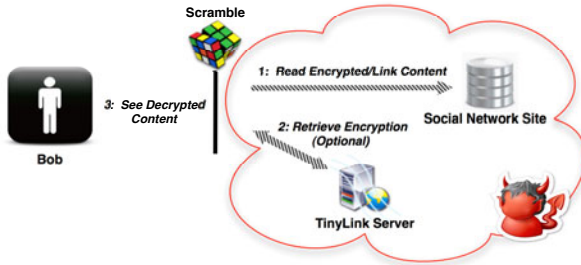 Scramble
1: Read Encrypted/Link Content
3: See Decrypted
Content
Social Network Site
2: Retrieve Encryption
(Optional)
Bob
TinyLink Server